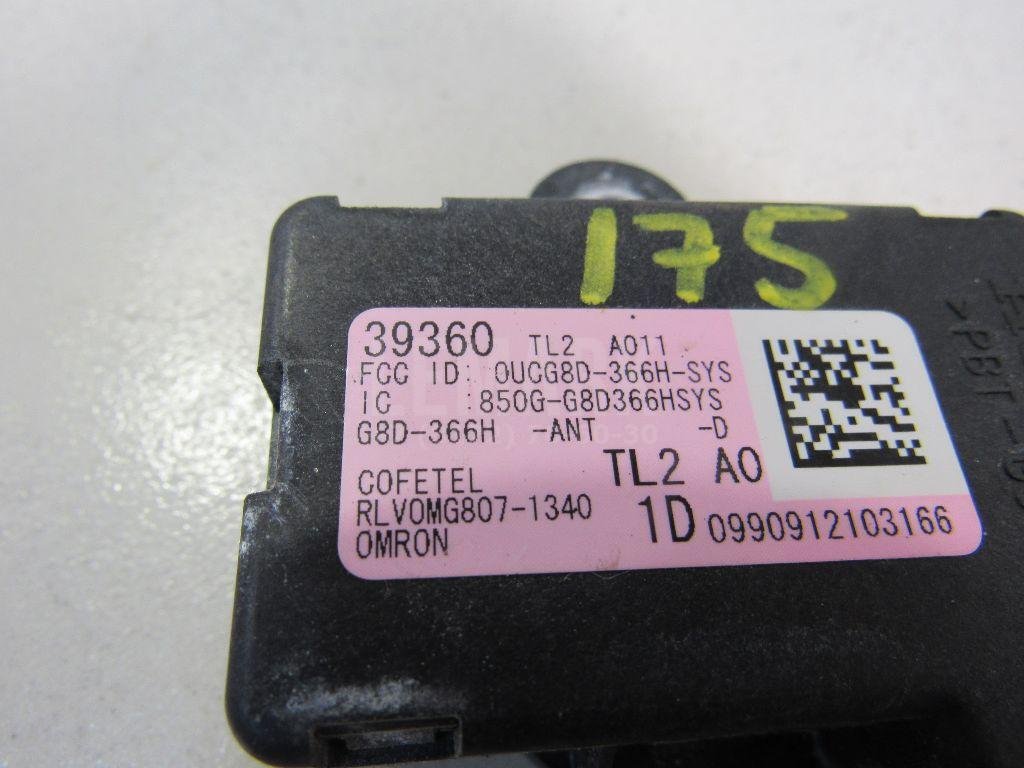 175
39360 TL2 A011
FCC ID: OUCG8D-366H-SYS
IC :850G-G8D366HSYS
G8D-366H -ANT -D
COFETEL TL2 A0
RLVOMG807-1340 1D 0990912103166
OMRON
>PBT-